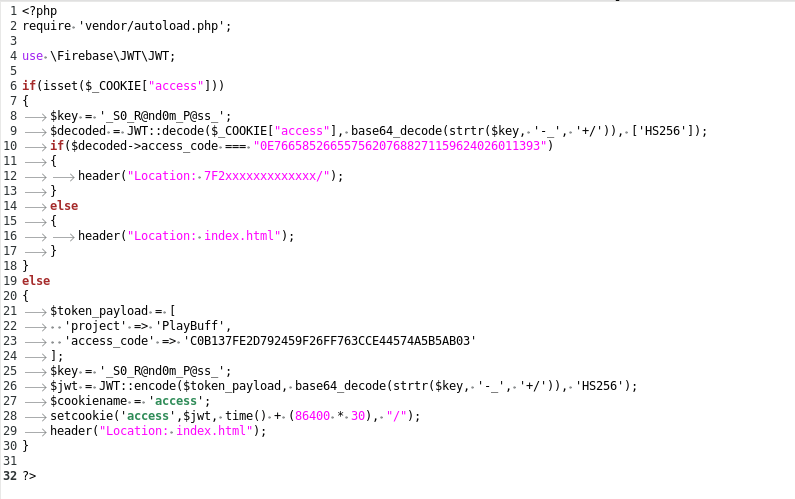 1 <?php
2 require 'vendor/autoload.php';
3
4 use \Firebase\JWT\JWT;
5
6 if(isset($_COOKIE["access"]))
7 {
8 $key = '_S0_R@nd0m_P@ss_';
9 $decoded = JWT::decode($_COOKIE["access"], base64_decode(strtr($key, '-_', '+/')), ['HS256']);
10 if($decoded->access_code === "0E76658526655756207688271159624026011393")
11 {
12 header("Location: 7F2xxxxxxxxxxxxx/");
13 }
14 else
15 {
16 header("Location: index.html");
17 }
18 }
19 else
20 {
21 $token_payload = [
22 'project' => 'PlayBuff',
23 'access_code' => 'C0B137FE2D792459F26FF763CCE44574A5B5AB03'
24 ];
25 $key = '_S0_R@nd0m_P@ss_';
26 $jwt = JWT::encode($token_payload, base64_decode(strtr($key, '-_', '+/')), 'HS256');
27 $cookiename = 'access';
28 setcookie('access',$jwt, time() + (86400 * 30), "/");
29 header("Location: index.html");
30 }
31
32 ?>